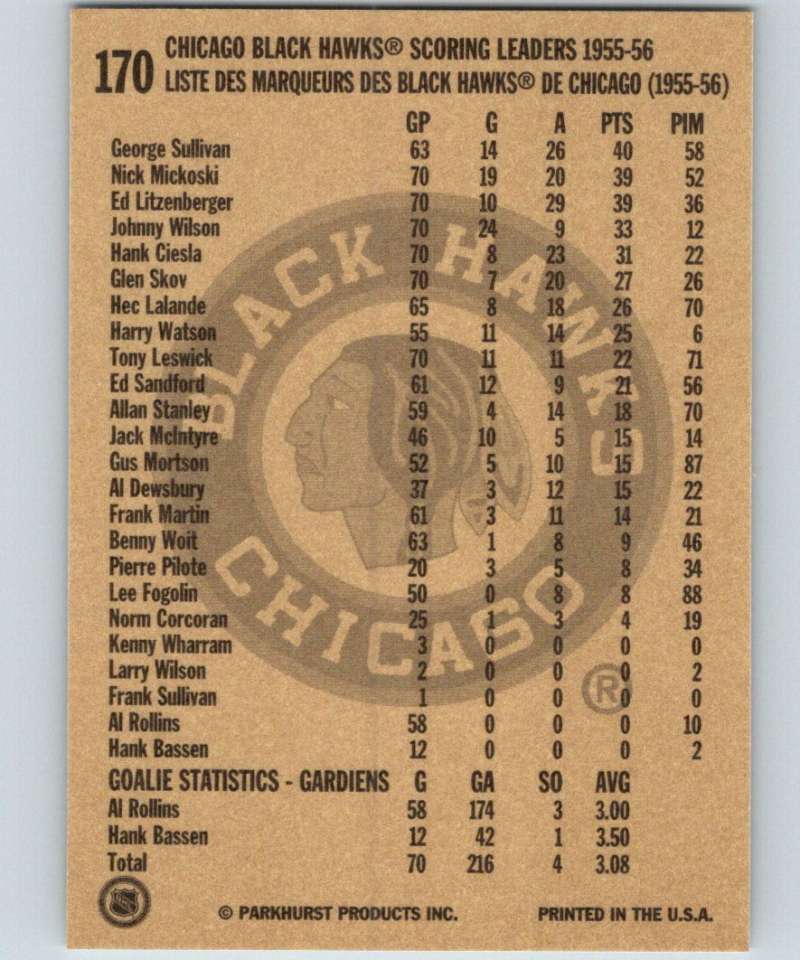 170
CHICAGO BLACK HAWKS® SCORING LEADERS 1955-56
LISTE DES MARQUEURS DES BLACK HAWKS® DE CHICAGO (1955-56)
GP G A PTS PIM
George Sullivan 63 14 26 40 58
Nick Mickoski 70 19 20 39 52
Ed Litzenberger 70 10 29 39 36
Johnny Wilson 70 24 9 33 12
Hank Ciesla 70 8 23 31 22
Glen Skov 70 7 20 27 26
Hec Lalande 65 8 18 26 70
Harry Watson 55 11 14 25 6
Tony Leswick 70 11 11 22 71
Ed Sandford 61 12 9 21 56
Allan Stanley 59 4 14 18 70
Jack McIntyre 46 10 5 15 14
Gus Mortson 52 5 10 15 87
Al Dewsbury 37 3 12 15 22
Frank Martin 61 3 11 14 21
Benny Woit 63 1 8 9 46
Pierre Pilote 20 3 5 8 34
Lee Fogolin 50 0 8 8 88
Norm Corcoran 25 1 3 4 19
Kenny Wharram 3 0 0 0 0
Larry Wilson 2 0 0 0 2
Frank Sullivan 1 0 0 0 0
Al Rollins 58 0 0 0 10
Hank Bassen 12 0 0 0 2
GOALIE STATISTICS - GARDIENS G GA SO AVG
Al Rollins 58 174 3 3.00
Hank Bassen 12 42 1 3.50
Total 70 216 4 3.08
BLACK HAWKS
CHICAGO
®
NHL
© PARKHURST PRODUCTS INC. PRINTED IN THE U.S.A.